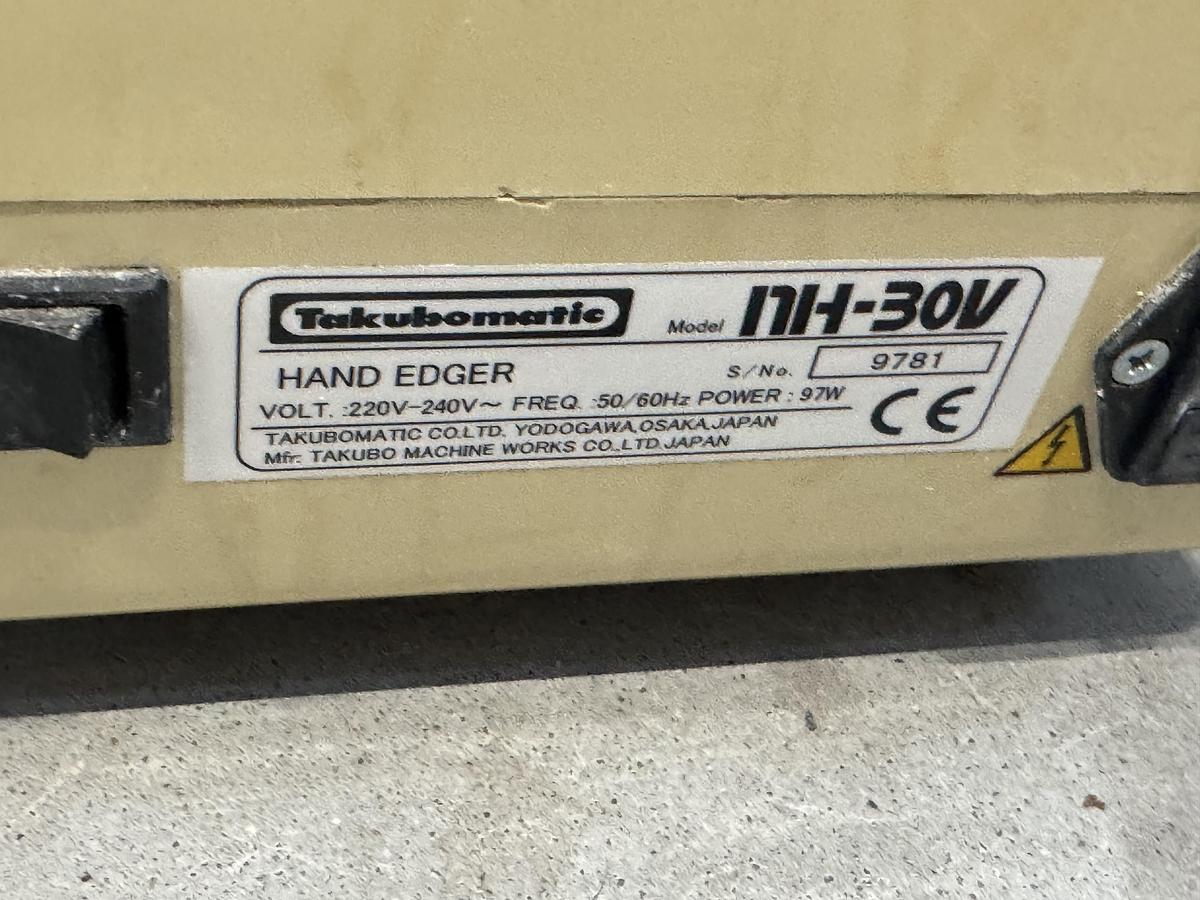 Takubomatic Model NH-30V
HAND EDGER S/No. 9781
VOLT. :220V-240V~ FREQ. :50/60Hz POWER : 97W
CE
TAKUBOMATIC CO.LTD. YODOGAWA,OSAKA,JAPAN
Mfr. TAKUBO MACHINE WORKS CO.,LTD.JAPAN